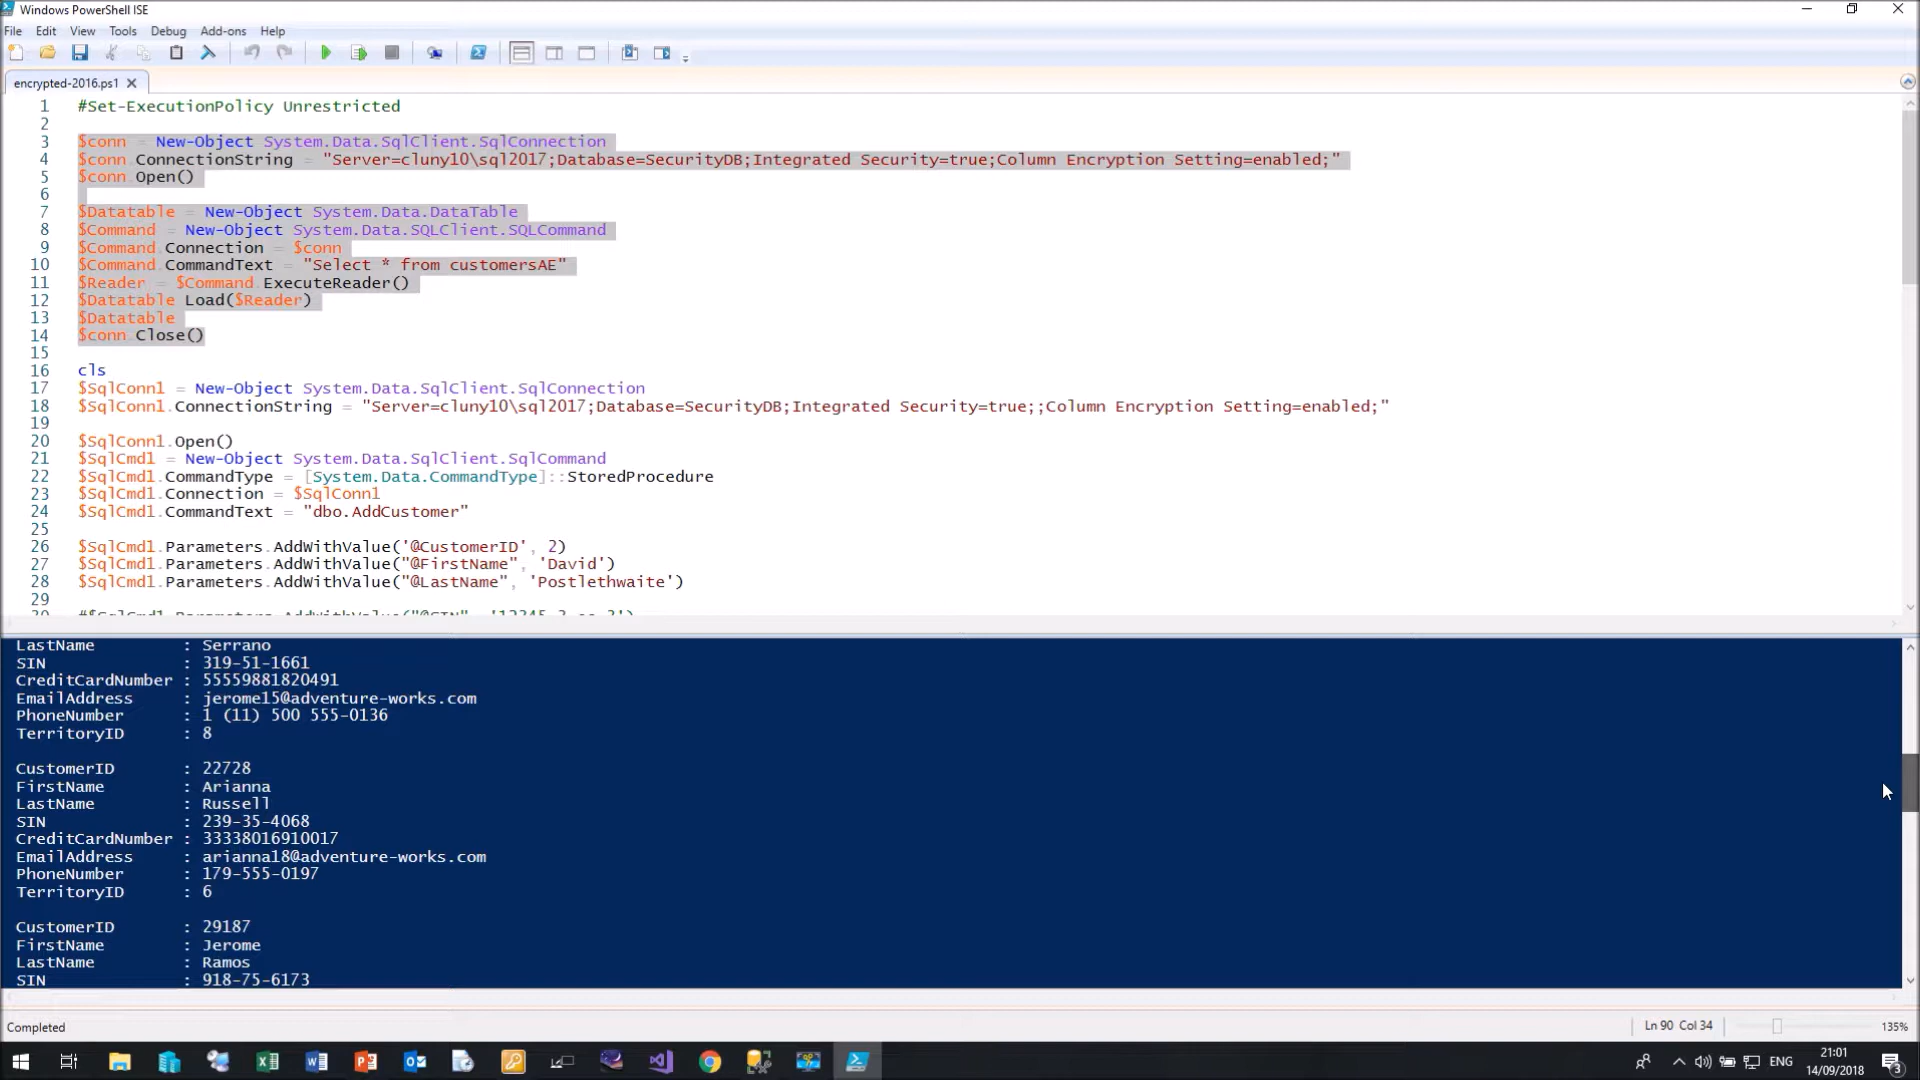 Windows PowerShell ISE
File Edit View Tools Debug Add-ons Help
encrypted-2016.ps1
1 #Set-ExecutionPolicy Unrestricted
2
3 $conn = New-Object System.Data.SqlClient.SqlConnection
4 $conn.ConnectionString = "Server=cluny10\sql2017;Database=SecurityDB;Integrated Security=true;Column Encryption Setting=enabled;"
5 $conn.Open()
6
7 $Datatable = New-Object System.Data.DataTable
8 $Command = New-Object System.Data.SQLClient.SQLCommand
9 $Command.Connection = $conn
10 $Command.CommandText = "Select * from customersAE"
11 $Reader = $Command.ExecuteReader()
12 $Datatable.Load($Reader)
13 $Datatable
14 $conn.Close()
15
16 cls
17 $SqlConn1 = New-Object System.Data.SqlClient.SqlConnection
18 $SqlConn1.ConnectionString = "Server=cluny10\sql2017;Database=SecurityDB;Integrated Security=true;;Column Encryption Setting=enabled;"
19
20 $SqlConn1.Open()
21 $SqlCmd1 = New-Object System.Data.SqlClient.SqlCommand
22 $SqlCmd1.CommandType = [System.Data.CommandType]::StoredProcedure
23 $SqlCmd1.Connection = $SqlConn1
24 $SqlCmd1.CommandText = "dbo.AddCustomer"
25
26 $SqlCmd1.Parameters.AddWithValue('@CustomerID', 2)
27 $SqlCmd1.Parameters.AddWithValue("@FirstName", 'David')
28 $SqlCmd1.Parameters.AddWithValue("@LastName", 'Postlethwaite')
29
LastName : Serrano
SIN : 319-51-1661
CreditCardNumber : 55559881820491
EmailAddress : jerome15@adventure-works.com
PhoneNumber : 1 (11) 500 555-0136
TerritoryID : 8
CustomerID : 22728
FirstName : Arianna
LastName : Russell
SIN : 239-35-4068
CreditCardNumber : 33338016910017
EmailAddress : arianna18@adventure-works.com
PhoneNumber : 179-555-0197
TerritoryID : 6
CustomerID : 29187
FirstName : Jerome
LastName : Ramos
SIN : 918-75-6173
Completed Ln 90 Col 34 135%
ENG 21:01
14/09/2018 3